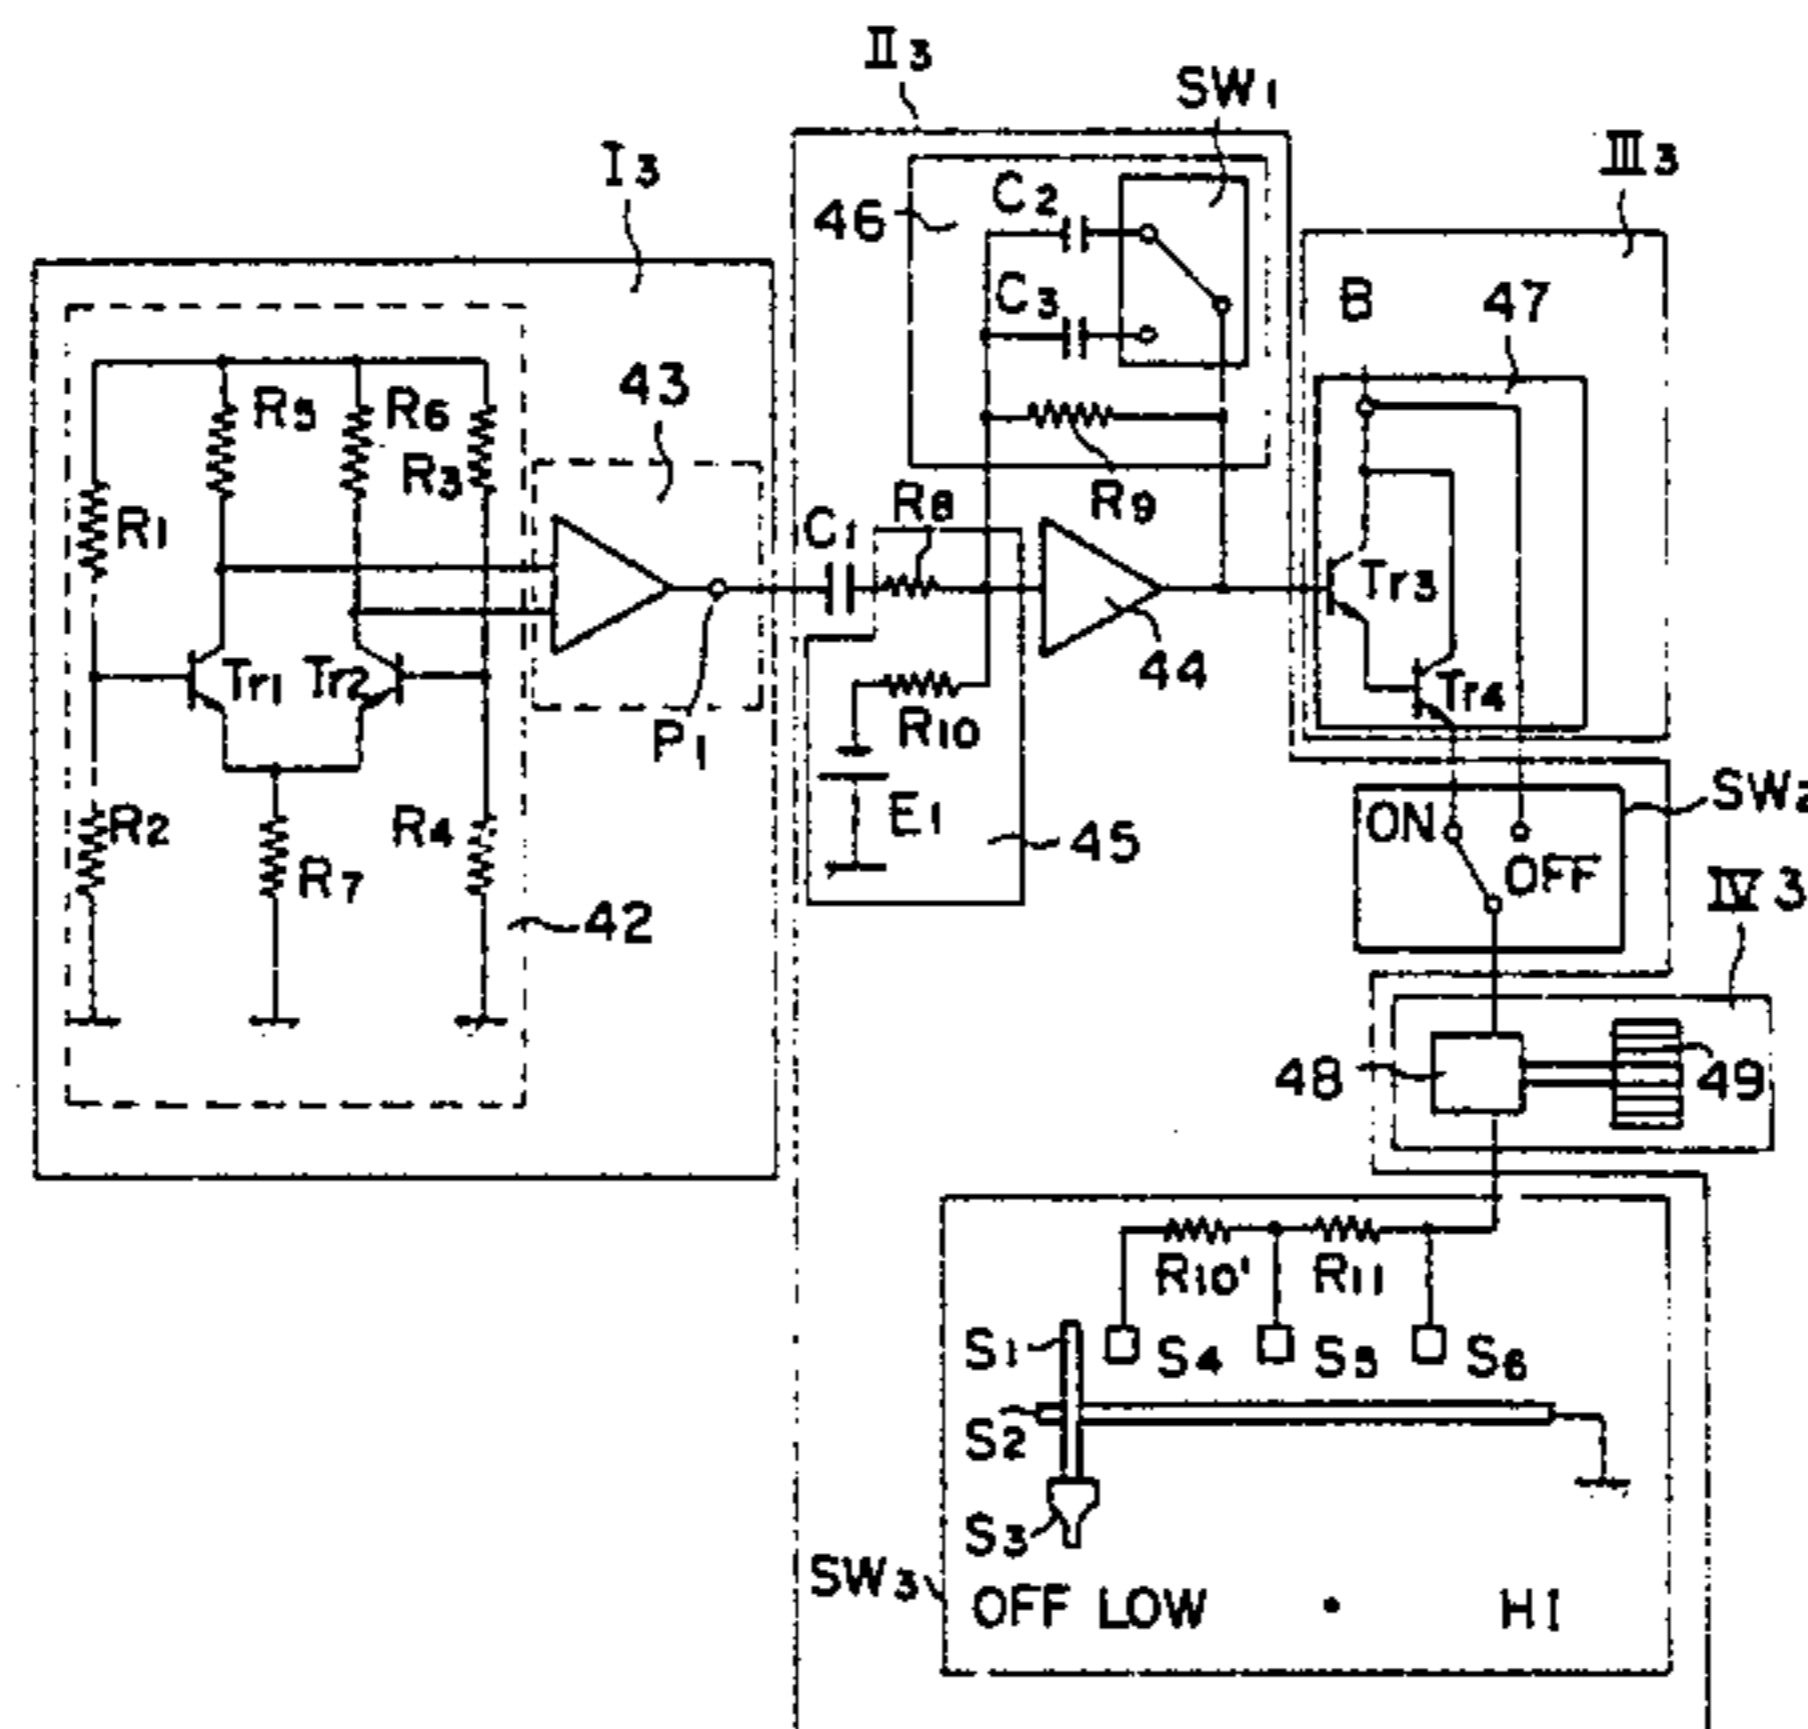 II3
SW1
I3
III3
46
C2
C3
B
47
43
R5
R6
R3
R1
R8
R9
C1
Tr3
Tr1
Tr2
44
Tr4
P1
R10
R2
R4
E1
45
SW2
ON
OFF
R7
42
IV3
48
49
R10'
R11
S1
S4
S5
S6
S2
S3
SW3
OFF LOW • HI